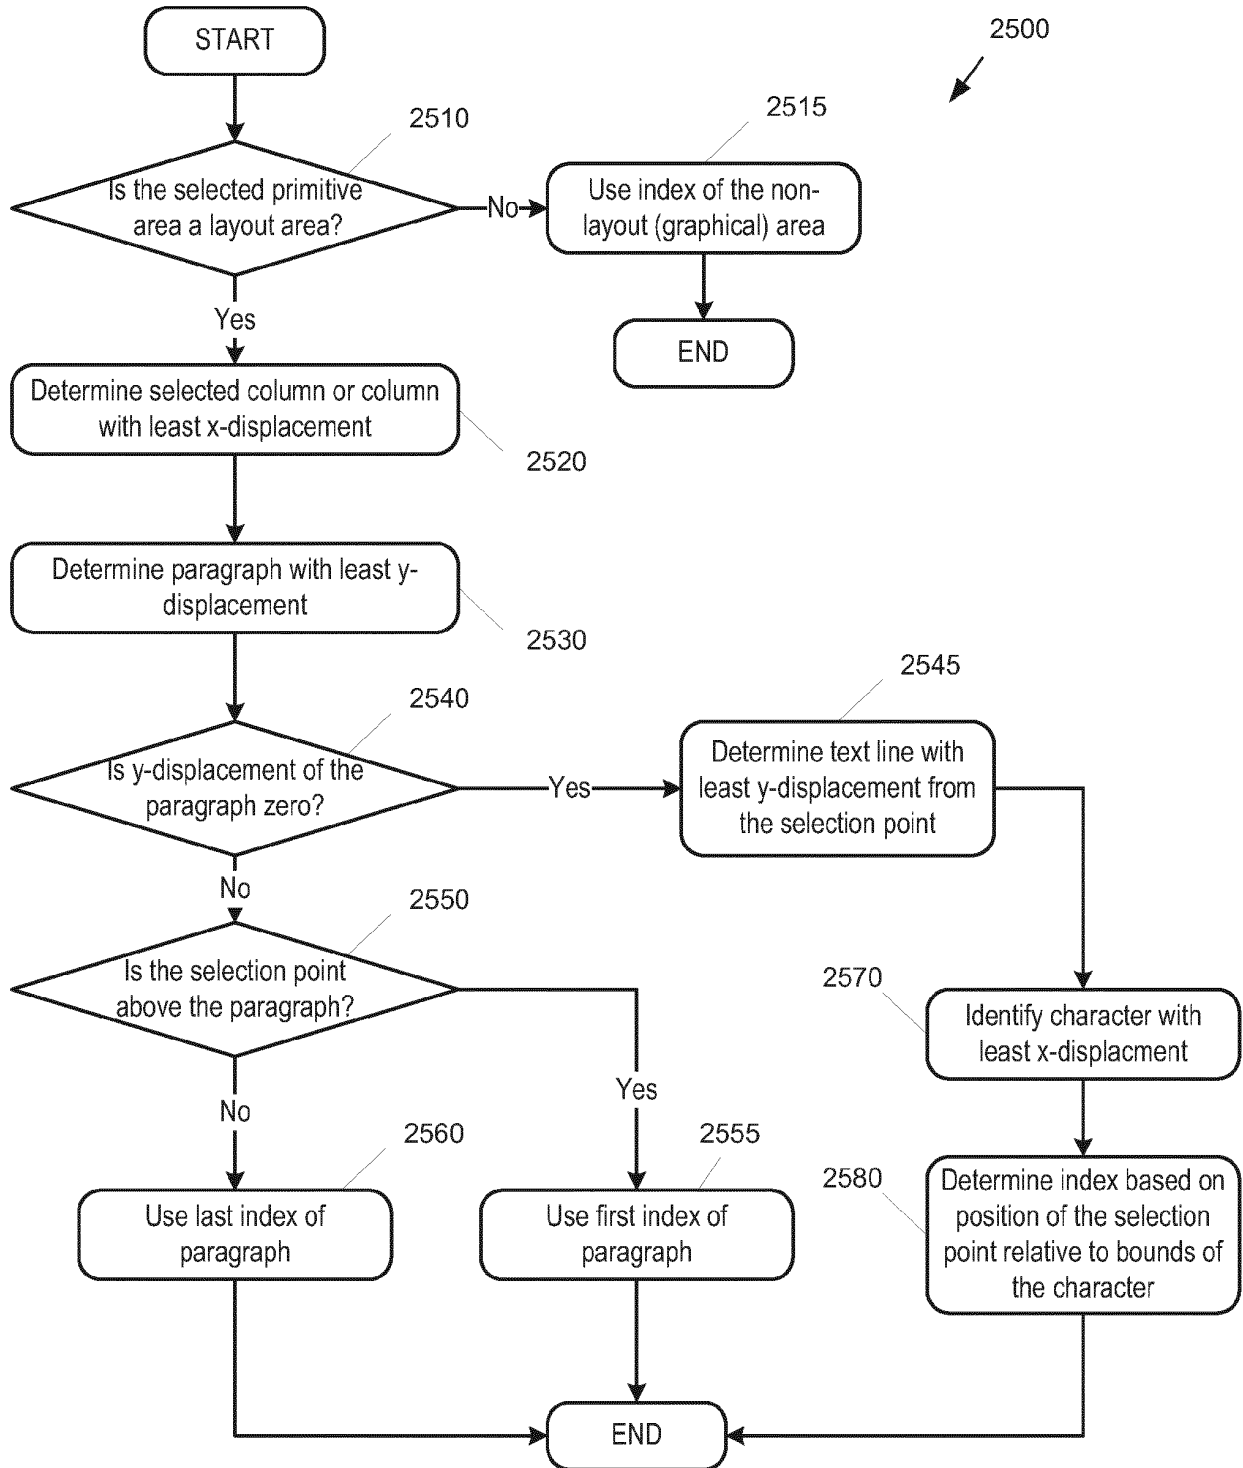 START
2500
2510
2515
Is the selected primitive
area a layout area?
No
Use index of the non-
layout (graphical) area
Yes
END
Determine selected column or column
with least x-displacement
2520
Determine paragraph with least y-
displacement
2530
2540
2545
Is y-displacement of the
paragraph zero?
Yes
Determine text line with
least y-displacement from
the selection point
No
2550
Is the selection point
above the paragraph?
2570
Identify character with
least x-displacment
No
Yes
2560
2555
2580
Use last index of
paragraph
Use first index of
paragraph
Determine index based on
position of the selection
point relative to bounds of
the character
END